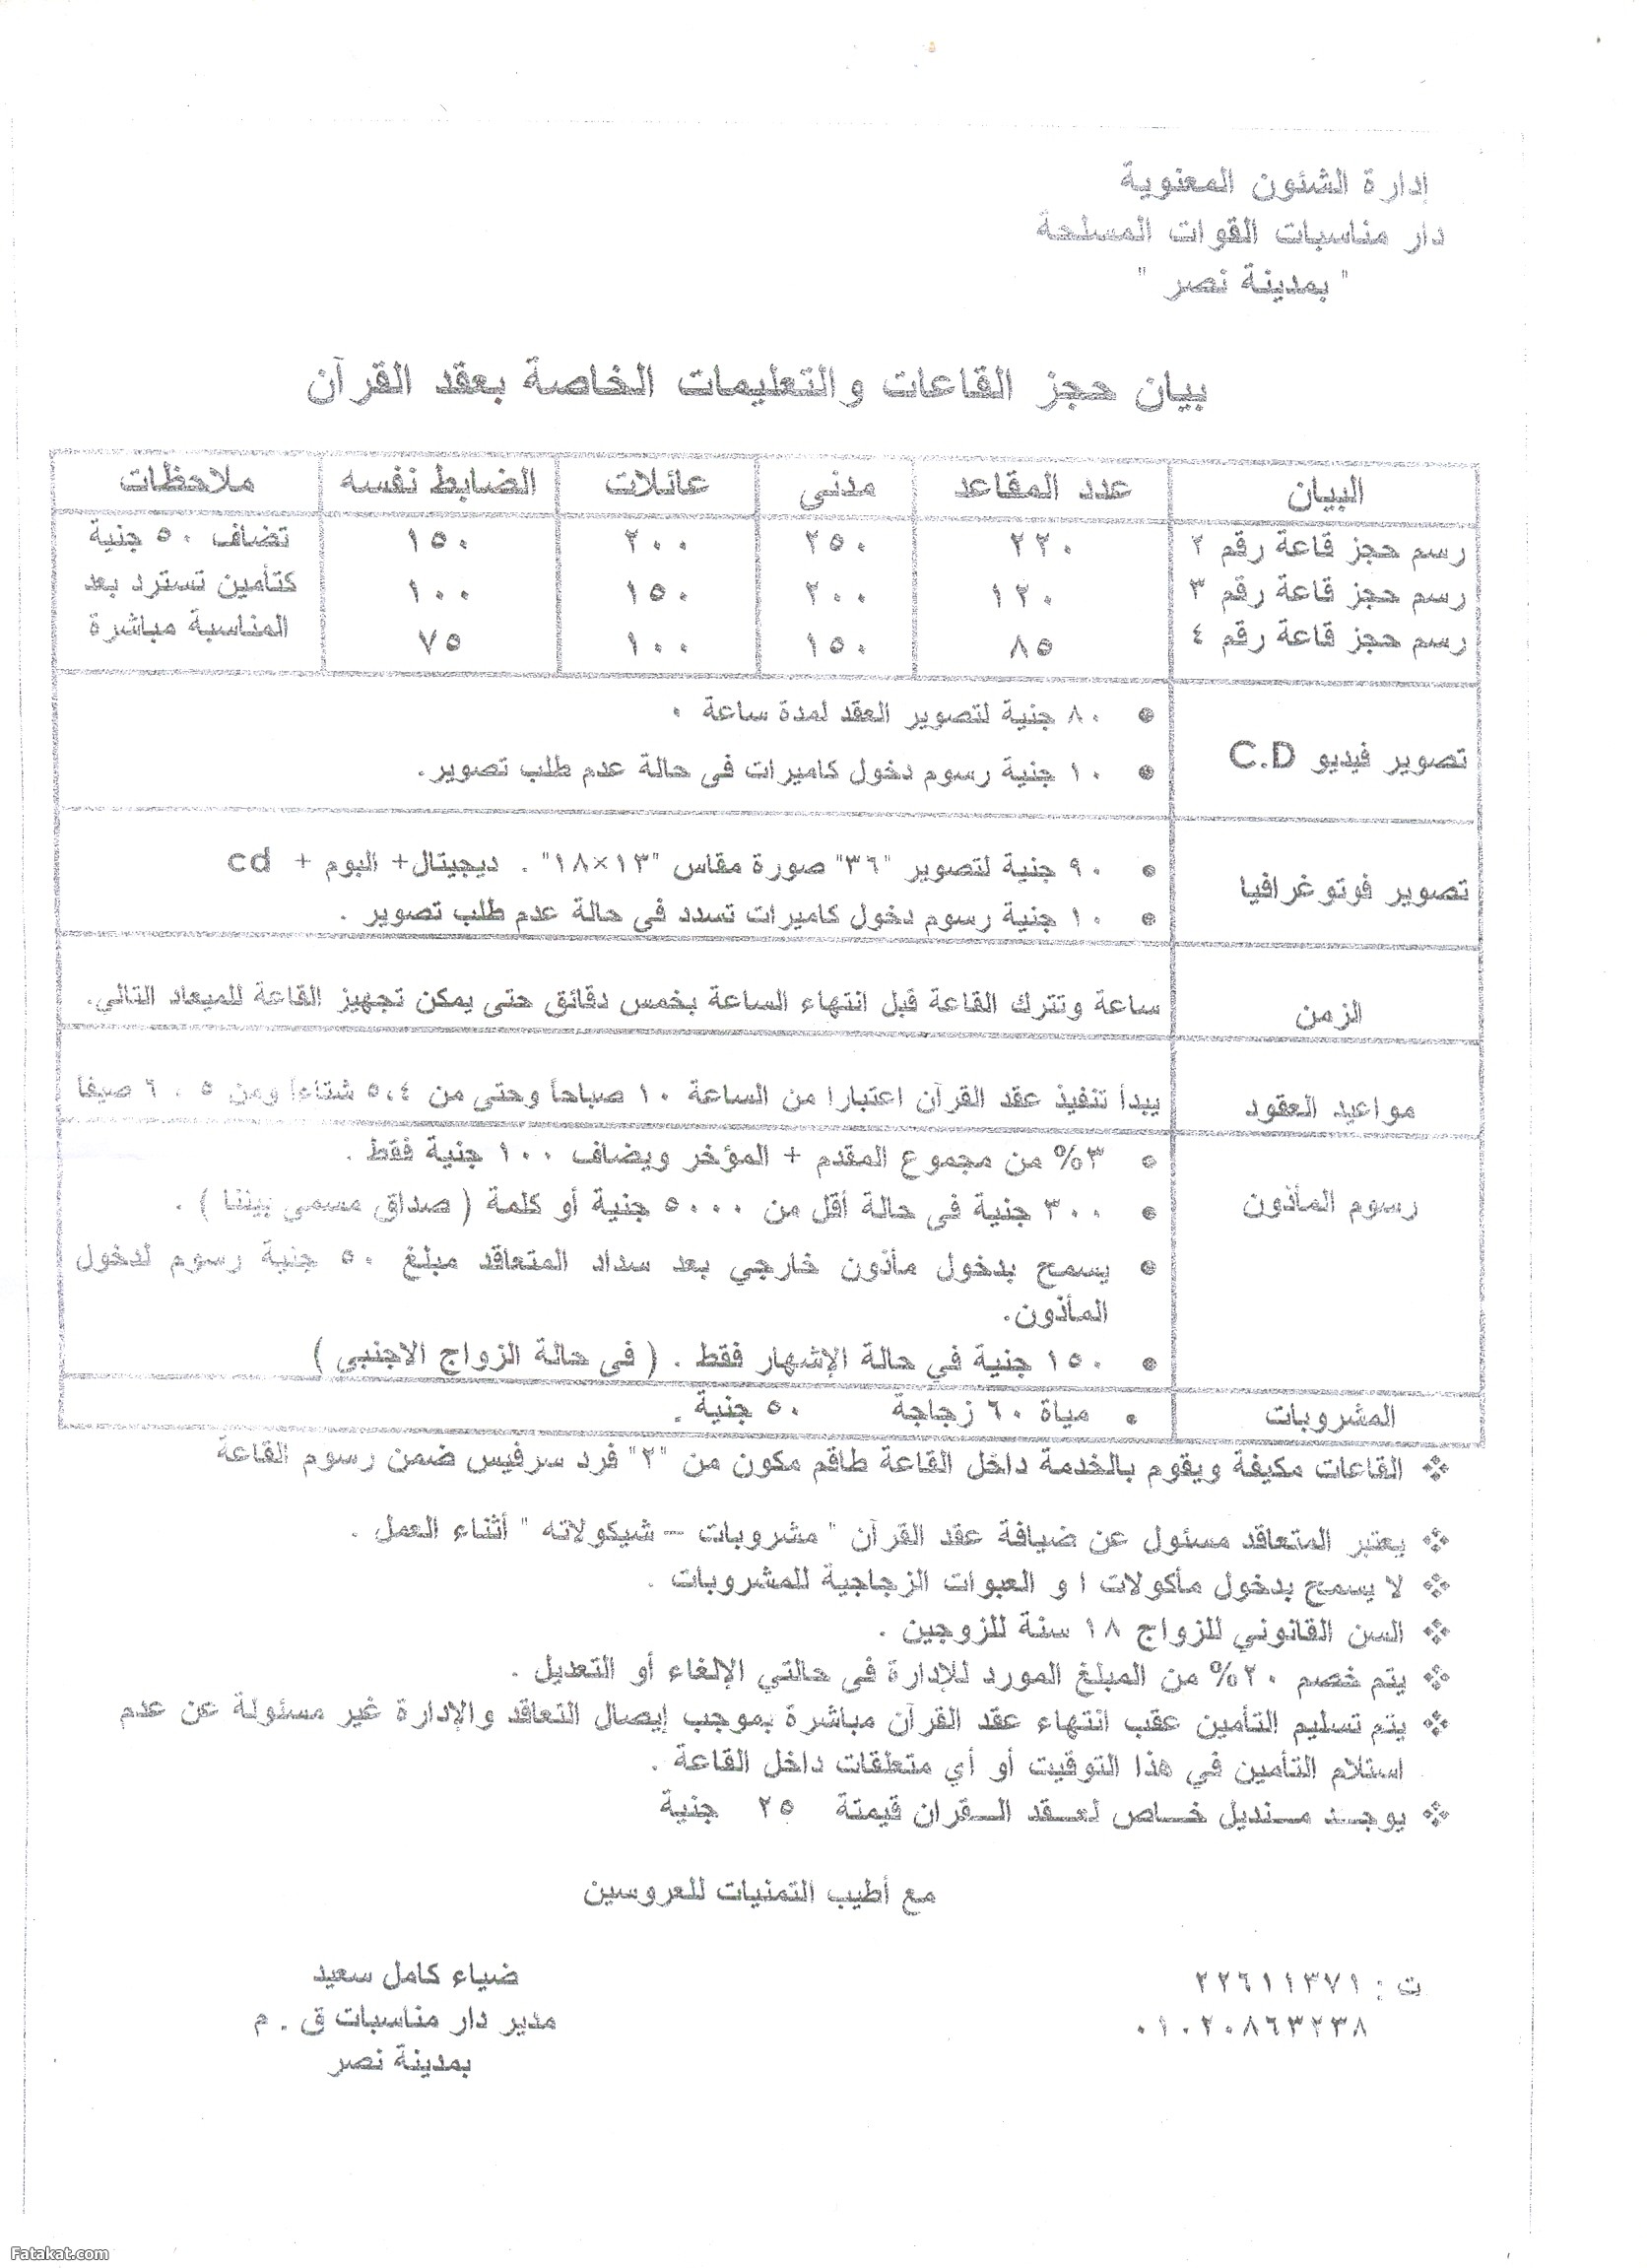 إدارة الشئون المعنوية
دار مناسبات القوات المسلحة
" بمدينة نصر "
بيان حجز القاعات والتعليمات الخاصة بعقد القرآن
البيان عدد المقاعد مدنى عائلات الضابط نفسه ملاحظات
رسم حجز قاعة رقم ٢ ٢٢٠ ٢٥٠ ٢٠٠ ١٥٠ تضاف ٥٠ جنية
رسم حجز قاعة رقم ٣ ١٢٠ ٢٠٠ ١٥٠ ١٠٠ كتأمين تسترد بعد
رسم حجز قاعة رقم ٤ ٨٥ ١٥٠ ١٠٠ ٧٥ المناسبة مباشرة
تصوير فيديو C.D
• ٨٠ جنية لتصوير العقد لمدة ساعة ٠
• ١٠ جنية رسوم دخول كاميرات فى حالة عدم طلب تصوير.
تصوير فوتوغرافيا
• ٩٠ جنية لتصوير "٣٦" صورة مقاس "١٣×١٨" . ديجيتال+ البوم + cd
• ١٠ جنية رسوم دخول كاميرات تسدد فى حالة عدم طلب تصوير .
الزمن
ساعة وتترك القاعة قبل انتهاء الساعة بخمس دقائق حتى يمكن تجهيز القاعة للميعاد التالي.
مواعيد العقود
يبدأ تنفيذ عقد القرآن اعتبارا من الساعة ١٠ صباحاً وحتى من ٥،٤ شتاءاً ومن ٥ ، ٦ صيفاً
رسوم المأذون
• ٣% من مجموع المقدم + المؤخر ويضاف ١٠٠ جنية فقط .
• ٣٠٠ جنية فى حالة أقل من ٥٠٠٠ جنية أو كلمة ( صداق مسمى بيننا ) .
• يسمح بدخول مأذون خارجي بعد سداد المتعاقد مبلغ ٥٠ جنية رسوم لدخول
المأذون.
• ١٥٠ جنية في حالة الإشهار فقط . ( فى حالة الزواج الاجنبى )
المشروبات
• مياة ٦٠ زجاجة ٥٠ جنية .
❖ القاعات مكيفة ويقوم بالخدمة داخل القاعة طاقم مكون من "٢" فرد سرفيس ضمن رسوم القاعة
❖ يعتبر المتعاقد مسئول عن ضيافة عقد القرآن " مشروبات – شيكولاته " أثناء العمل .
❖ لا يسمح بدخول مأكولات ا و العبوات الزجاجية للمشروبات .
❖ السن القانوني للزواج ١٨ سنة للزوجين .
❖ يتم خصم ٢٠% من المبلغ المورد للإدارة فى حالتي الإلغاء أو التعديل .
❖ يتم تسليم التأمين عقب انتهاء عقد القرآن مباشرة بموجب إيصال التعاقد والإدارة غير مسئولة عن عدم
استلام التأمين في هذا التوقيت أو أي متعلقات داخل القاعة .
❖ يوجـد مـنديل خـاص لعـقد الـقران قيمتة ٢٥ جنية
مع أطيب التمنيات للعروسين
ت : ٢٢٦١١٣٧١
٠١٠٢٠٨٦٣٢٣٨
ضياء كامل سعيد
مدير دار مناسبات ق . م
بمدينة نصر
Fatakat.com